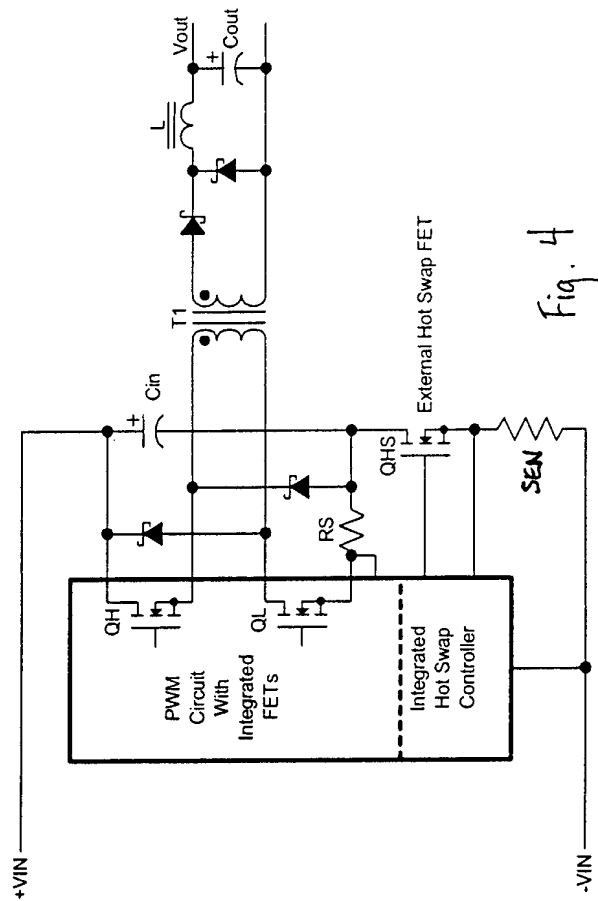 +VIN
QH
PWM
Circuit
With
Integrated
FETs
QL
RS
Integrated
Hot Swap
Controller
Cin
T1
L
Vout
Cout
QHS
External Hot Swap FET
SEN
-VIN
Fig. 4
+
+